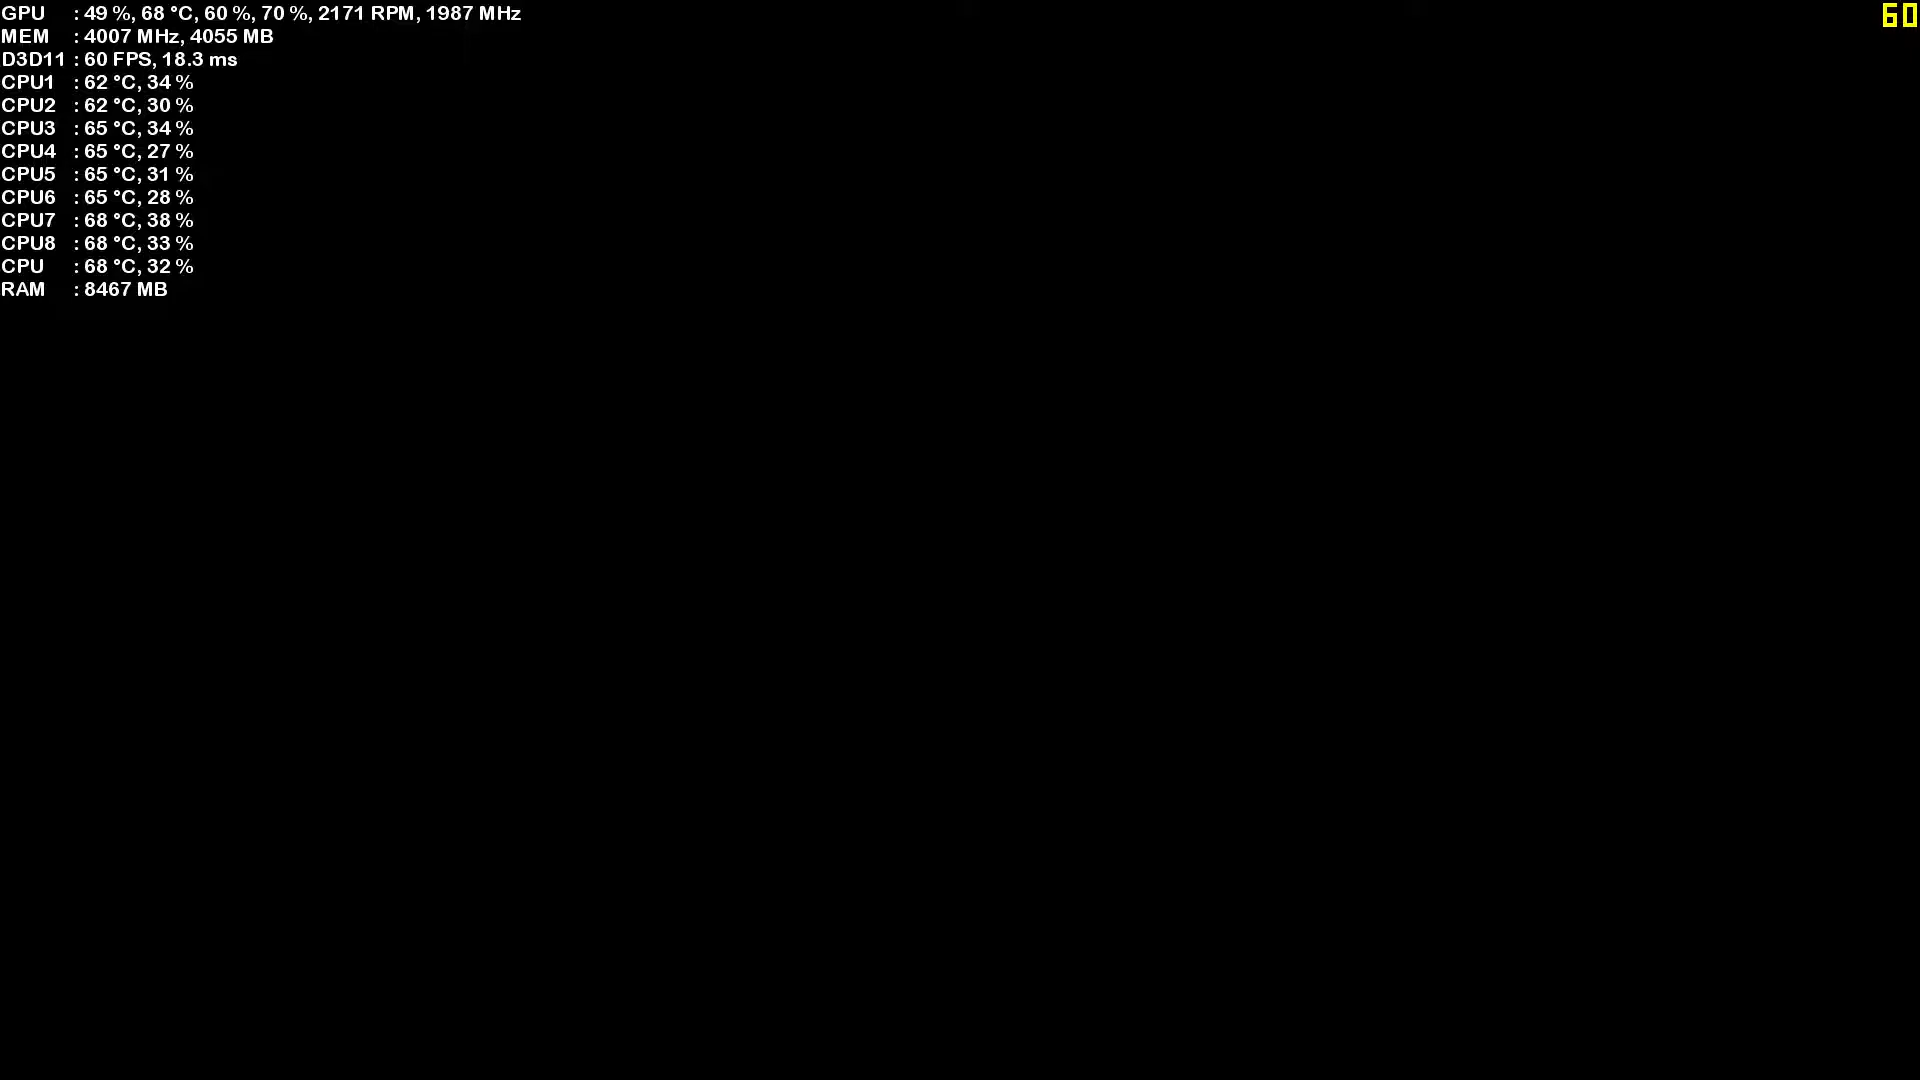 GPU : 49 %, 68 °C, 60 %, 70 %, 2171 RPM, 1987 MHz
60
MEM : 4007 MHz, 4055 MB
D3D11 : 60 FPS, 18.3 ms
CPU1 : 62 °C, 34 %
CPU2 : 62 °C, 30 %
CPU3 : 65 °C, 34 %
CPU4 : 65 °C, 27 %
CPU5 : 65 °C, 31 %
CPU6 : 65 °C, 28 %
CPU7 : 68 °C, 38 %
CPU8 : 68 °C, 33 %
CPU : 68 °C, 32 %
RAM : 8467 MB